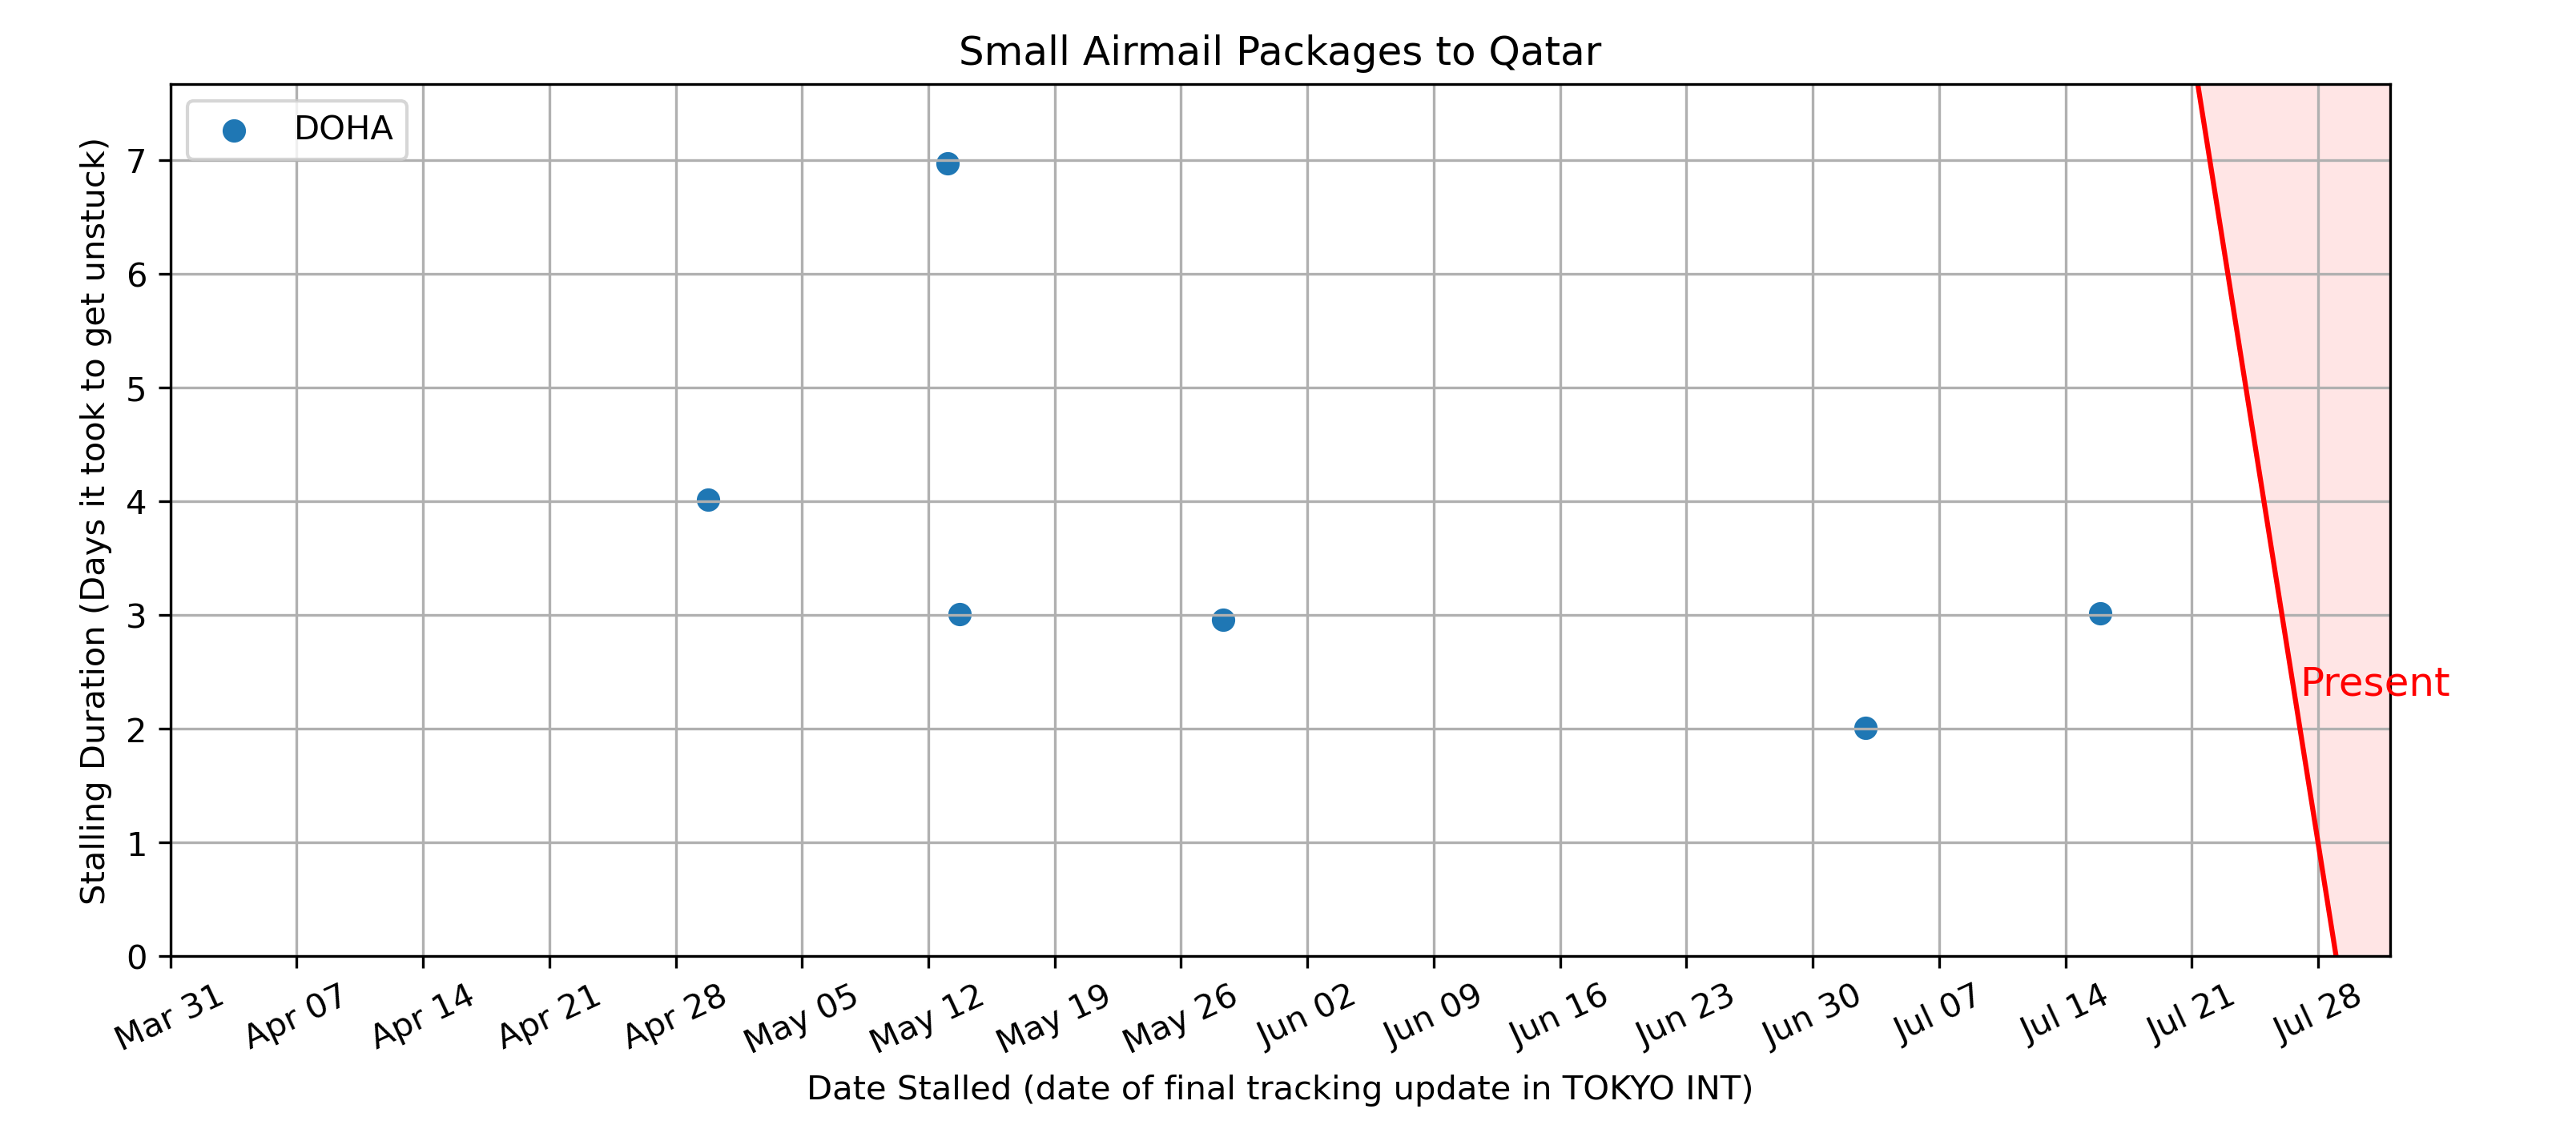 Small Airmail Packages to Qatar
DOHA
Stalling Duration (Days it took to get unstuck)
7
6
5
4
3
2
1
0
Present
Mar 31 Apr 07 Apr 14 Apr 21 Apr 28 May 05 May 12 May 19 May 26 Jun 02 Jun 09 Jun 16 Jun 23 Jun 30 Jul 07 Jul 14 Jul 21 Jul 28
Date Stalled (date of final tracking update in TOKYO INT)